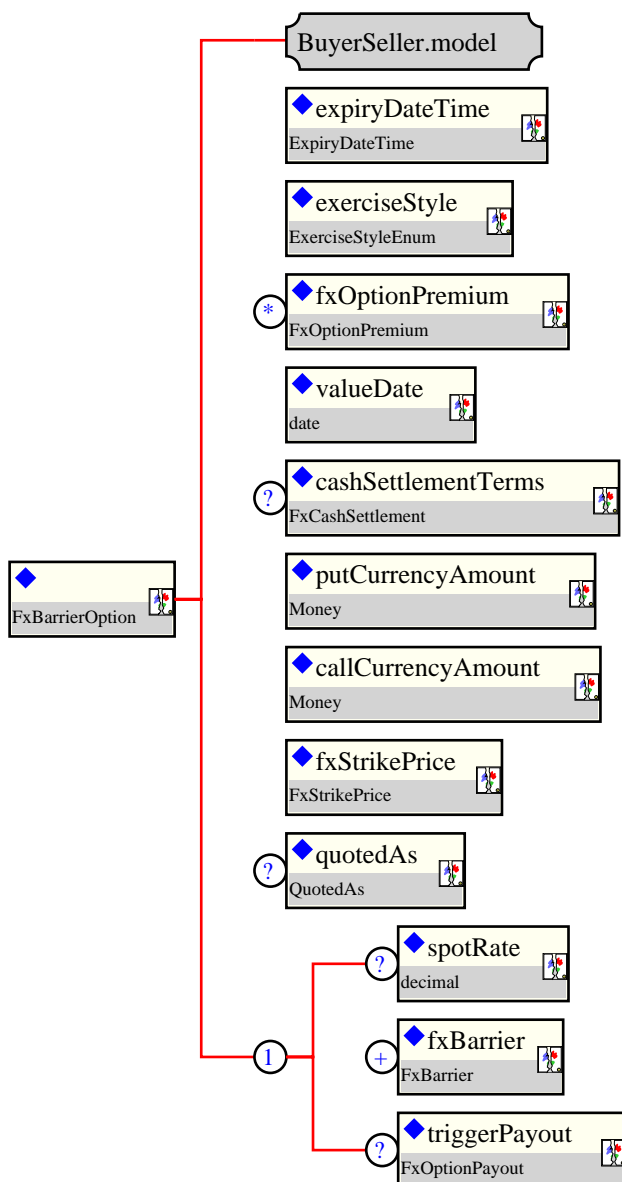 BuyerSeller.model
expiryDateTime
ExpiryDateTime
exerciseStyle
ExerciseStyleEnum
*
fxOptionPremium
FxOptionPremium
valueDate
date
?
cashSettlementTerms
FxCashSettlement
FxBarrierOption
putCurrencyAmount
Money
callCurrencyAmount
Money
fxStrikePrice
FxStrikePrice
?
quotedAs
QuotedAs
?
spotRate
decimal
1
+
fxBarrier
FxBarrier
?
triggerPayout
FxOptionPayout